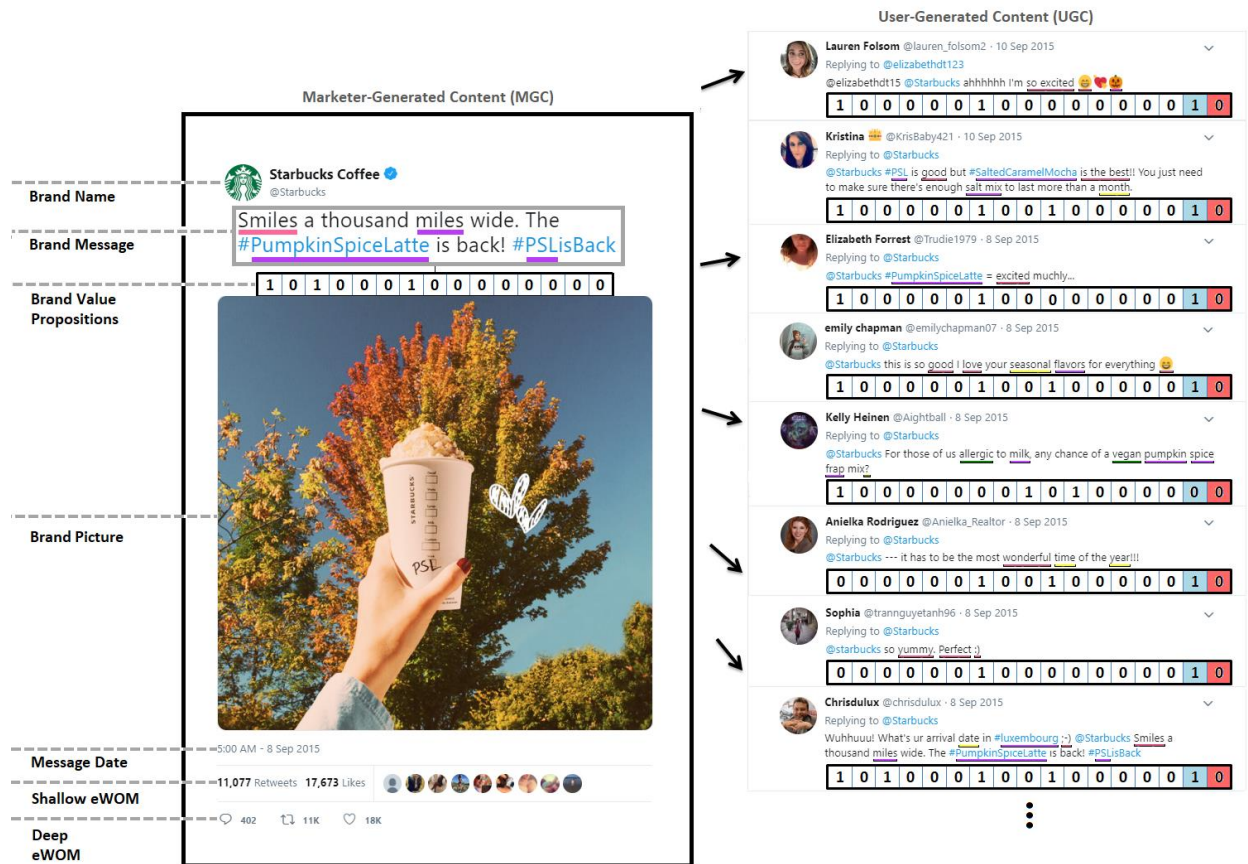 User-Generated Content (UGC)
Marketer-Generated Content (MGC)
Brand Name
Brand Message
Brand Value
Propositions
Brand Picture
Message Date
Shallow eWOM
Deep
eWOM
Starbucks Coffee
@Starbucks
Smiles a thousand miles wide. The
#PumpkinSpiceLatte is back! #PSLisBack
1 0 1 0 0 0 1 0 0 0 0 0 0 0 0
STARBUCKS
PSL
5:00 AM - 8 Sep 2015
11,077 Retweets 17,673 Likes
402 11K 18K
Lauren Folsom @lauren_folsom2 · 10 Sep 2015
Replying to @elizabethdt123
@elizabethdt15 @Starbucks ahhhhhh I'm so excited 😄💘🎃
1 0 0 0 0 0 1 0 0 0 0 0 0 0 0 1 0
Kristina 👑 @KrisBaby421 · 10 Sep 2015
Replying to @Starbucks
@Starbucks #PSL is good but #SaltedCaramelMocha is the best!! You just need
to make sure there's enough salt mix to last more than a month.
1 0 0 0 0 0 1 0 0 1 0 0 0 0 0 1 0
Elizabeth Forrest @Trudie1979 · 8 Sep 2015
Replying to @Starbucks
@Starbucks #PumpkinSpiceLatte = excited muchly...
1 0 0 0 0 0 1 0 0 0 0 0 0 0 0 1 0
emily chapman @emilychapman07 · 8 Sep 2015
Replying to @Starbucks
@Starbucks this is so good I love your seasonal flavors for everything 😄
1 0 0 0 0 0 1 0 0 1 0 0 0 0 0 1 0
Kelly Heinen @Aightball · 8 Sep 2015
Replying to @Starbucks
@Starbucks For those of us allergic to milk, any chance of a vegan pumpkin spice
frap mix?
1 0 0 0 0 0 0 0 1 0 1 0 0 0 0 0 0
Anielka Rodriguez @Anielka_Realtor · 8 Sep 2015
Replying to @Starbucks
@Starbucks --- it has to be the most wonderful time of the year!!!
0 0 0 0 0 0 1 0 0 1 0 0 0 0 0 1 0
Sophia @trannguyetanh96 · 8 Sep 2015
Replying to @Starbucks
@starbucks so yummy. Perfect :)
0 0 0 0 0 0 1 0 0 0 0 0 0 0 0 1 0
Chrisdulux @chrisdulux · 8 Sep 2015
Replying to @Starbucks
Wuhhuuu! What's ur arrival date in #luxembourg ;-) @Starbucks Smiles a
thousand miles wide. The #PumpkinSpiceLatte is back! #PSLisBack
1 0 1 0 0 0 1 0 0 1 0 0 0 0 0 1 0